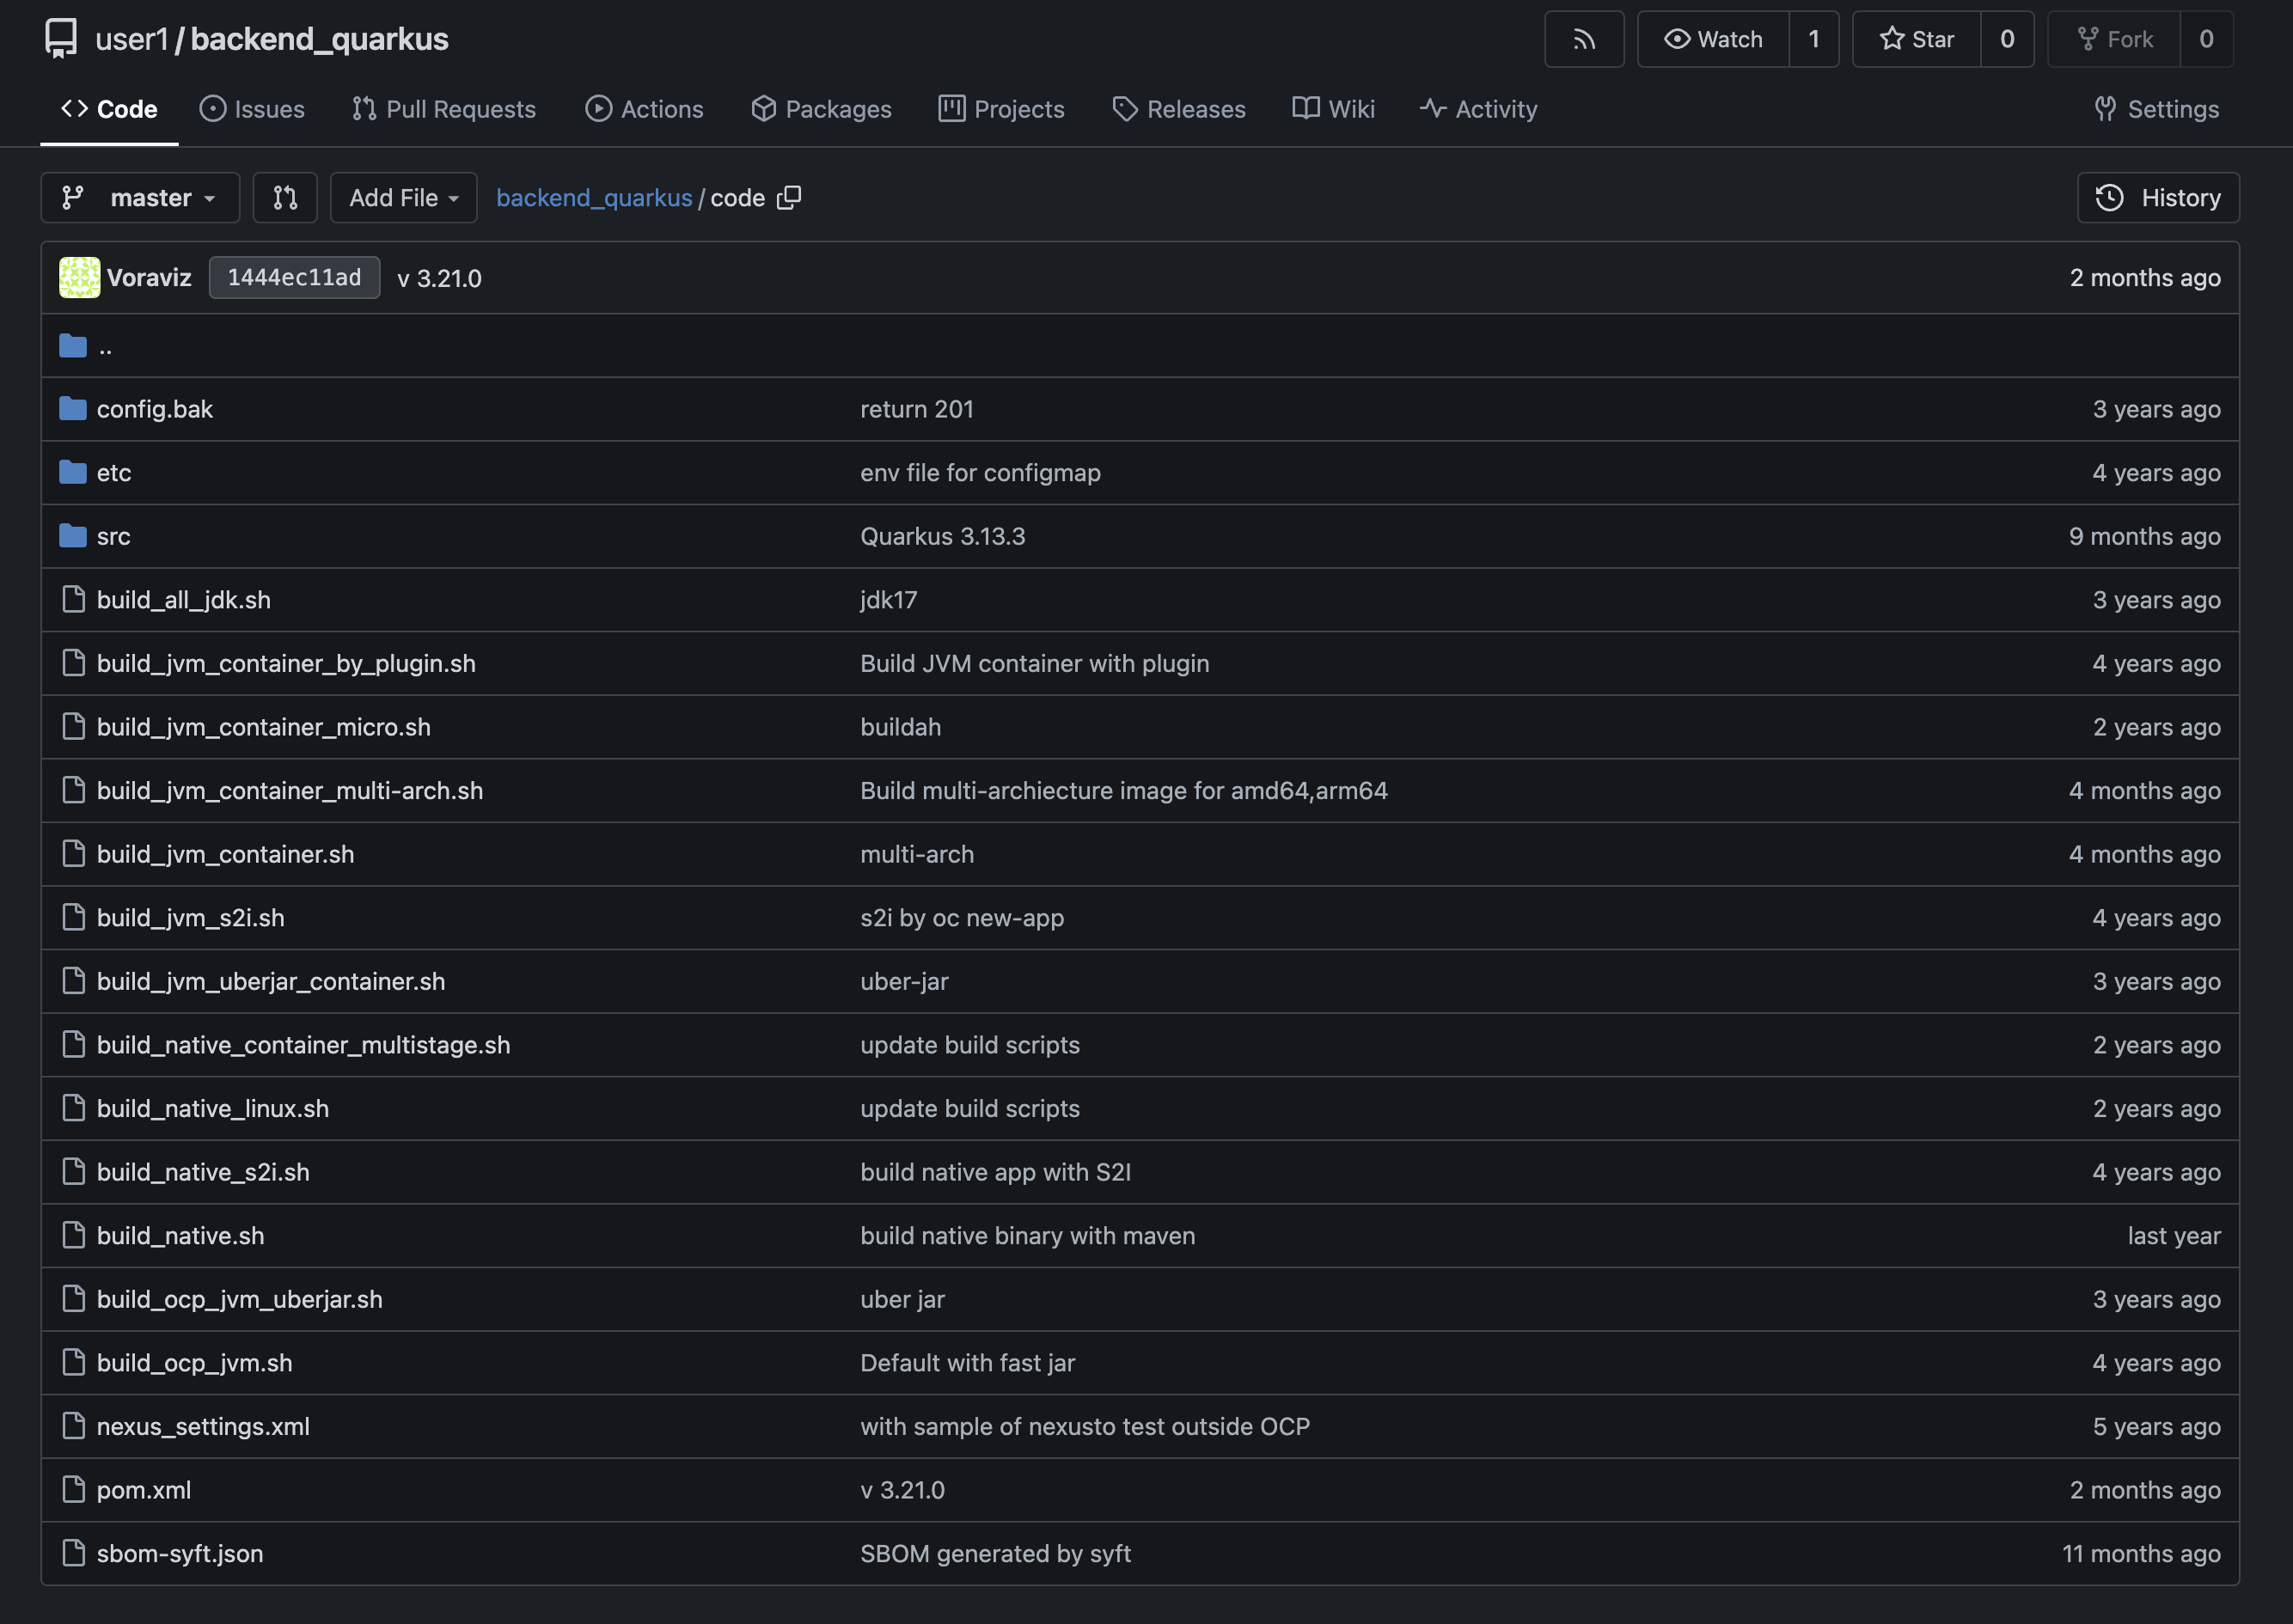 user1/backend_quarkus
Watch 1
Star 0
Fork 0
Code Issues Pull Requests Actions Packages Projects Releases Wiki Activity Settings
master Add File backend_quarkus/code History
Voraviz 1444ec11ad v 3.21.0 2 months ago
..
config.bak return 201 3 years ago
etc env file for configmap 4 years ago
src Quarkus 3.13.3 9 months ago
build_all_jdk.sh jdk17 3 years ago
build_jvm_container_by_plugin.sh Build JVM container with plugin 4 years ago
build_jvm_container_micro.sh buildah 2 years ago
build_jvm_container_multi-arch.sh Build multi-archiecture image for amd64,arm64 4 months ago
build_jvm_container.sh multi-arch 4 months ago
build_jvm_s2i.sh s2i by oc new-app 4 years ago
build_jvm_uberjar_container.sh uber-jar 3 years ago
build_native_container_multistage.sh update build scripts 2 years ago
build_native_linux.sh update build scripts 2 years ago
build_native_s2i.sh build native app with S2I 4 years ago
build_native.sh build native binary with maven last year
build_ocp_jvm_uberjar.sh uber jar 3 years ago
build_ocp_jvm.sh Default with fast jar 4 years ago
nexus_settings.xml with sample of nexusto test outside OCP 5 years ago
pom.xml v 3.21.0 2 months ago
sbom-syft.json SBOM generated by syft 11 months ago